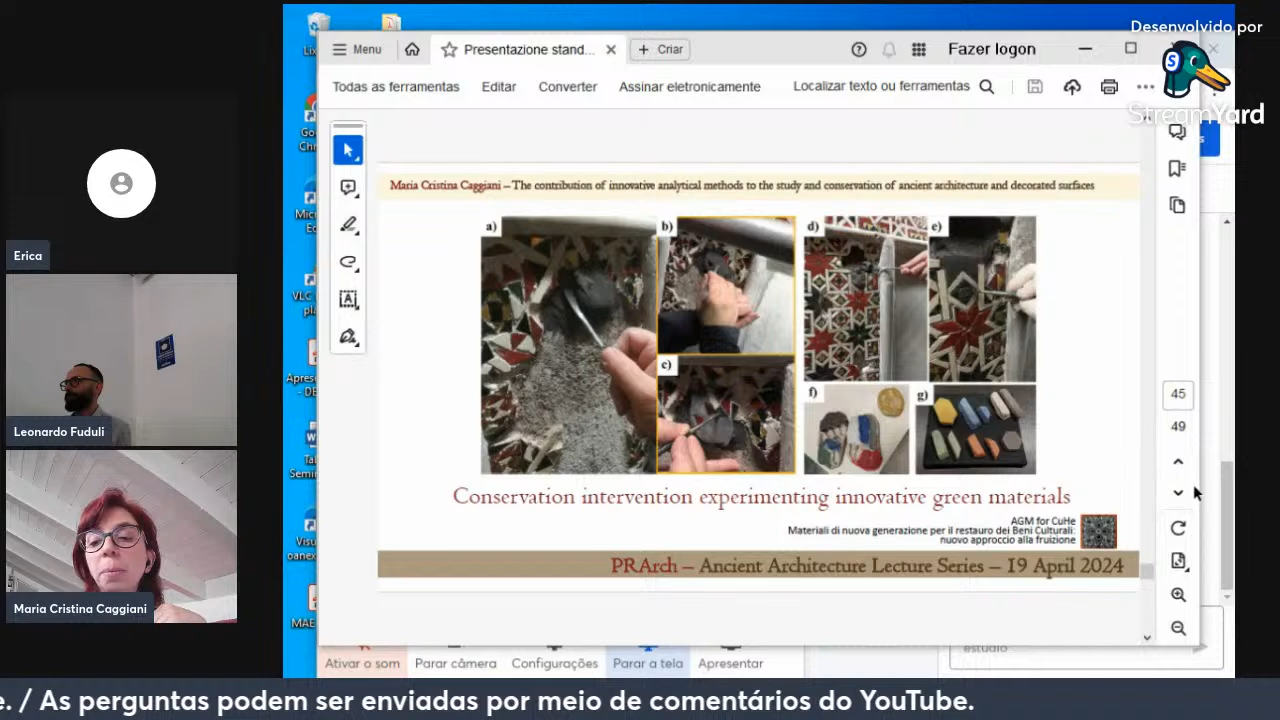 Desenvolvido por
StreamYard
Menu
Presentazione stand...
Criar
Fazer logon
Todas as ferramentas
Editar
Converter
Assinar eletronicamente
Localizar texto ou ferramentas
Maria Cristina Caggiani – The contribution of innovative analytical methods to the study and conservation of ancient architecture and decorated surfaces
a)
b)
c)
d)
e)
f)
g)
Conservation intervention experimenting innovative green materials
AGM for CuHe
Materiali di nuova generazione per il restauro dei Beni Culturali:
nuovo approccio alla fruizione
PRArch – Ancient Architecture Lecture Series – 19 April 2024
45
49
Erica
Leonardo Fuduli
Maria Cristina Caggiani
Ativar o som
Parar câmera
Configurações
Parar a tela
Apresentar
estúdio
e. / As perguntas podem ser enviadas por meio de comentários do YouTube.